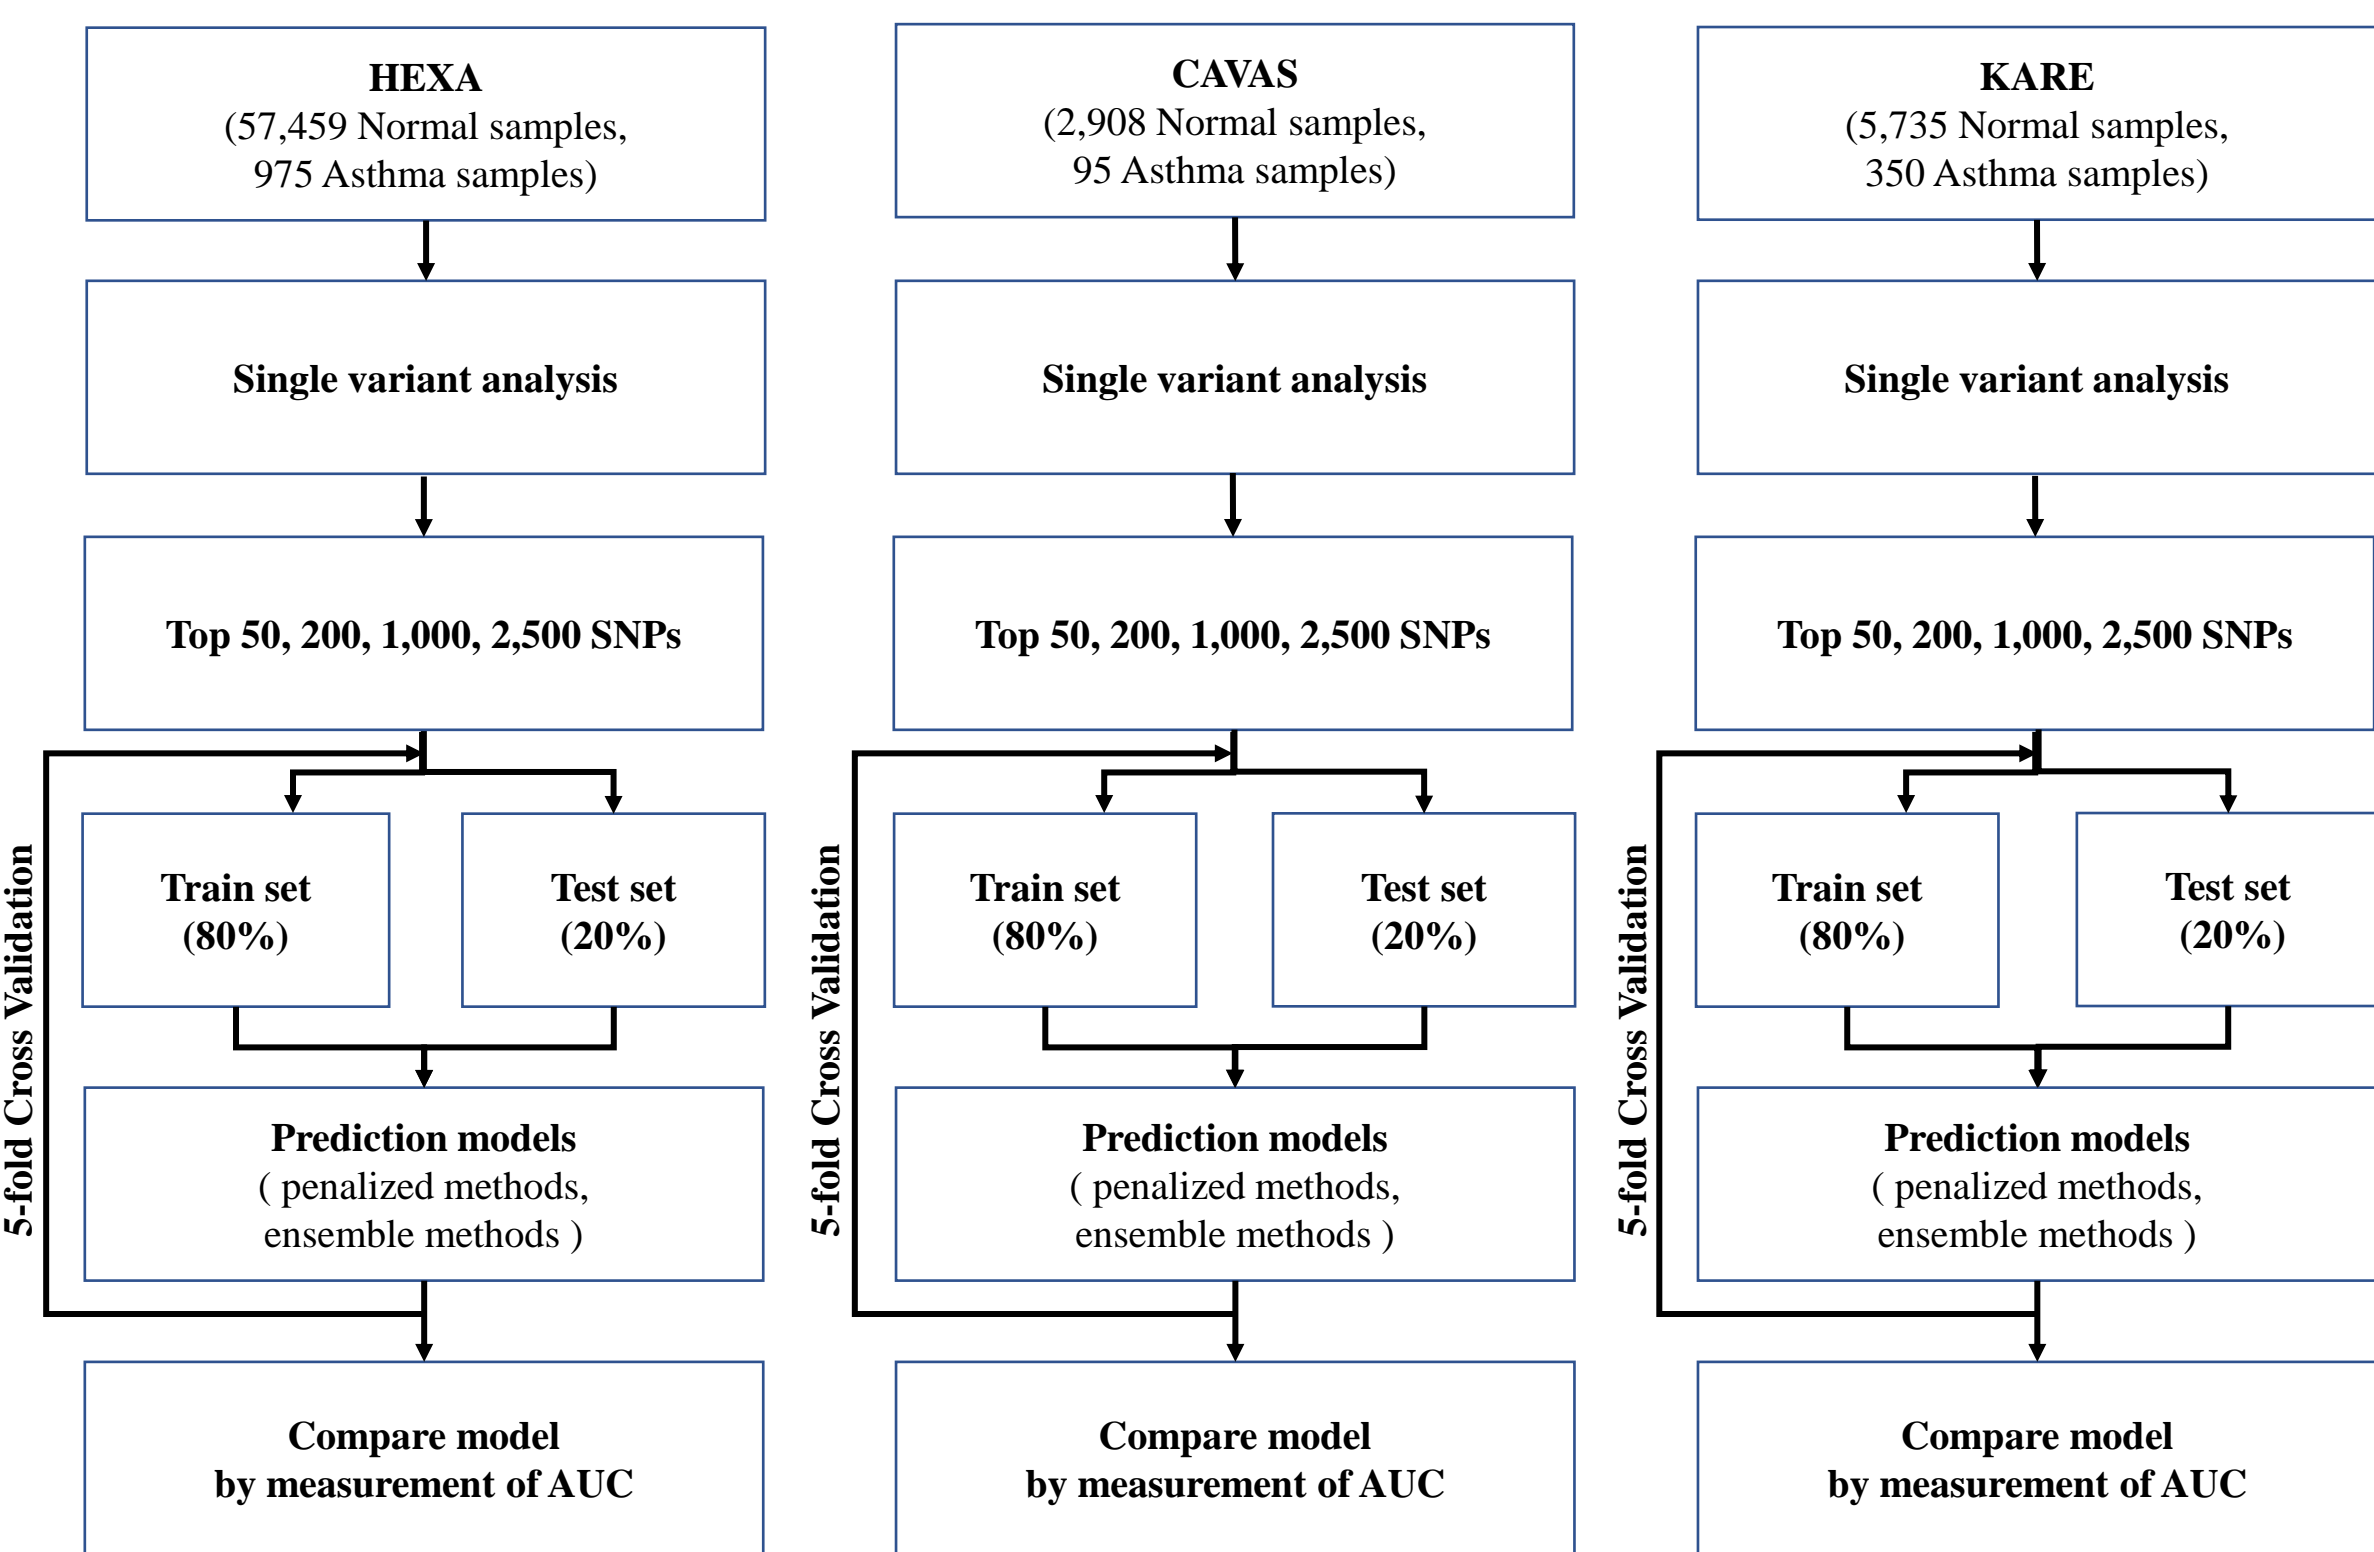 HEXA
(57,459 Normal samples,
975 Asthma samples)
Single variant analysis
Top 50, 200, 1,000, 2,500 SNPs
5-fold Cross Validation
Train set
(80%)
Test set
(20%)
Prediction models
( penalized methods,
ensemble methods )
Compare model
by measurement of AUC
CAVAS
(2,908 Normal samples,
95 Asthma samples)
Single variant analysis
Top 50, 200, 1,000, 2,500 SNPs
5-fold Cross Validation
Train set
(80%)
Test set
(20%)
Prediction models
( penalized methods,
ensemble methods )
Compare model
by measurement of AUC
KARE
(5,735 Normal samples,
350 Asthma samples)
Single variant analysis
Top 50, 200, 1,000, 2,500 SNPs
5-fold Cross Validation
Train set
(80%)
Test set
(20%)
Prediction models
( penalized methods,
ensemble methods )
Compare model
by measurement of AUC